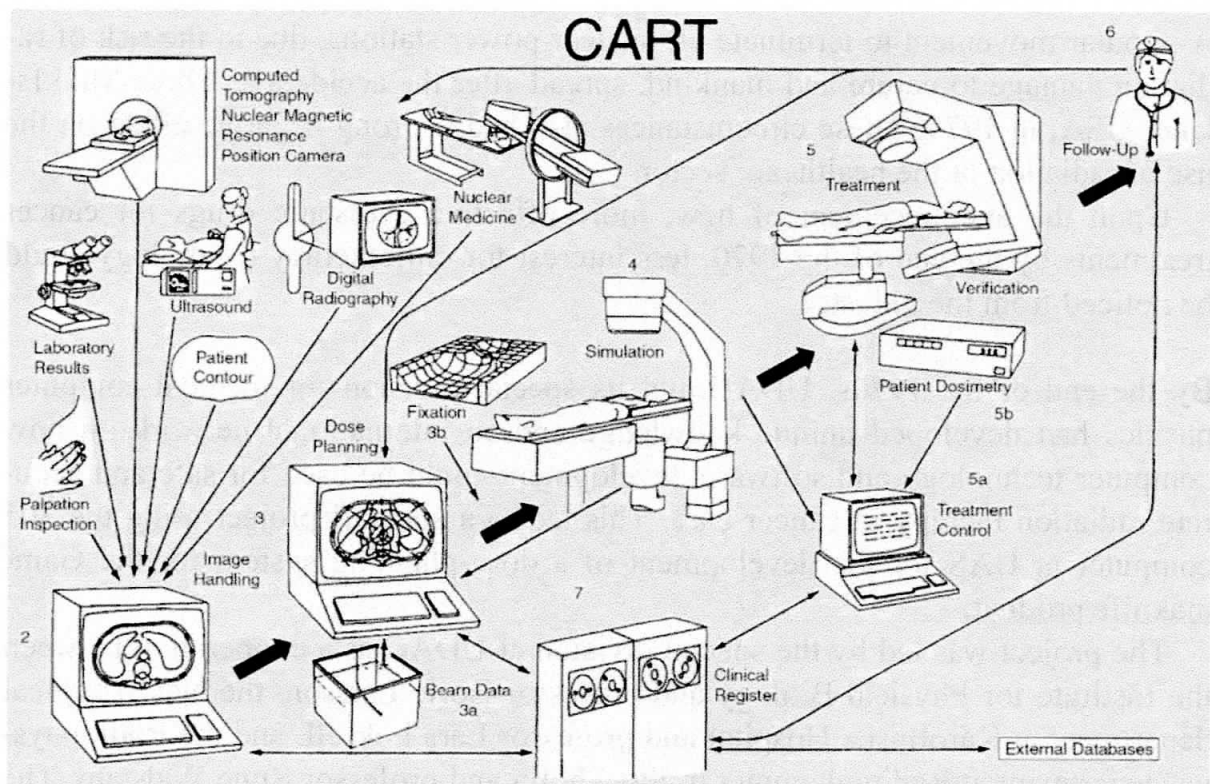 CART
6
Computed
Tomography
Nuclear Magnetic
Resonance
Position Camera
Nuclear
Medicine
5
Treatment
Follow-Up
Digital
Radiography
4
Verification
Ultrasound
Simulation
Laboratory
Results
Patient
Contour
Fixation
3b
Patient Dosimetry
5b
Dose
Planning
5a
Treatment
Control
Palpation
Inspection
3
Image
Handling
7
2
Bearn Data
3a
Clinical
Register
External Databases